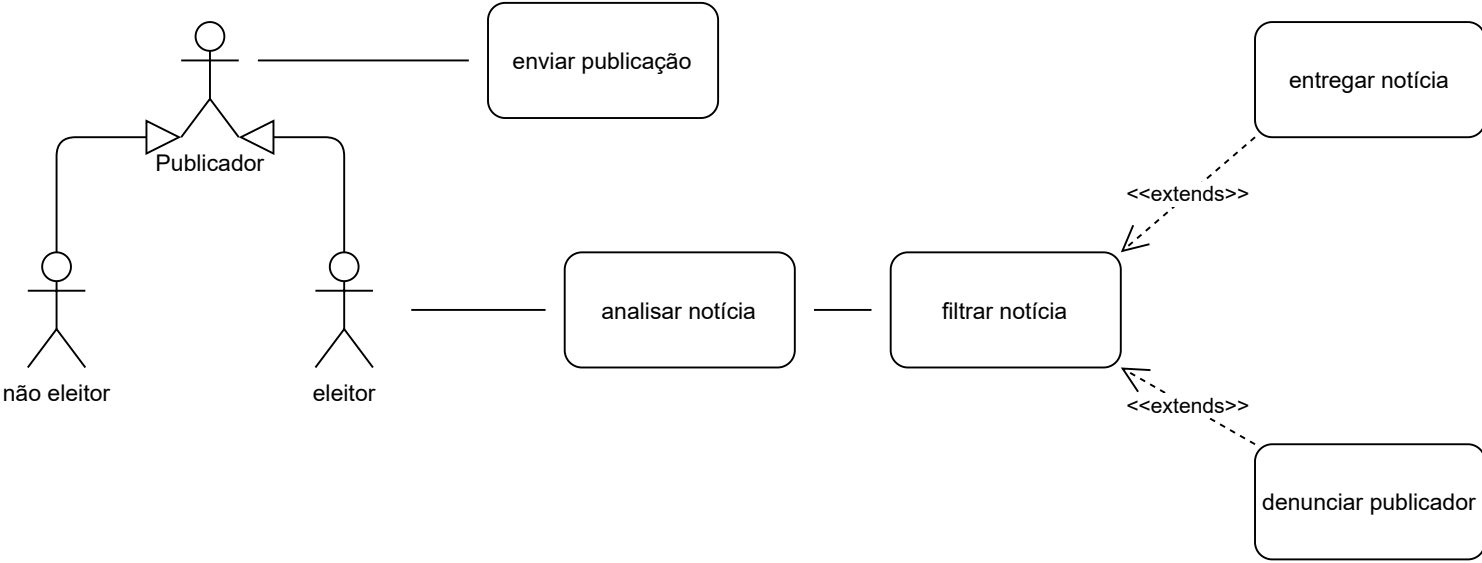 enviar publicação
entregar notícia
Publicador
<<extends>>
analisar notícia
filtrar notícia
não eleitor
eleitor
<<extends>>
denunciar publicador